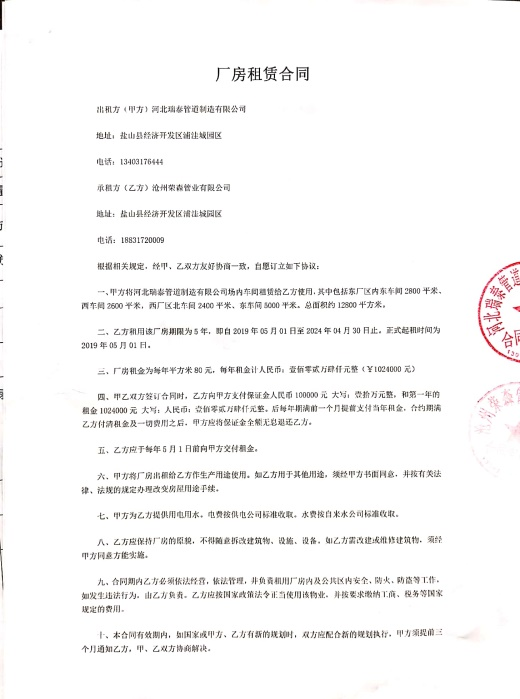 厂房租赁合同
出租方（甲方）河北瑞泰管道制造有限公司
地址：盐山县经济开发区浦洼城园区
电话：13403176444
承租方（乙方）沧州荣森管业有限公司
地址：盐山县经济开发区浦洼城园区
电话：18831720009
根据相关规定，经甲、乙双方友好协商一致，自愿订立如下协议：
一、甲方将河北瑞泰管道制造有限公司场内车间租赁给乙方使用，其中包括东厂区内东车间 2800 平米、
西车间 2600 平米、西厂区北车间 2400 平米、东车间 5000 平米。总面积约 12800 平方米。
二、乙方租用该厂房期限为 5 年，即自 2019 年 05 月 01 日至 2024 年 04 月 30 日止。正式起租时间为
2019 年 05 月 01 日。
三、厂房租金为每年平方米 80 元，每年租金计人民币：壹佰零贰万肆仟元整（￥1024000 元）
四、甲乙双方签订合同时，乙方向甲方支付保证金人民币 100000 元 大写：壹拾万元整，和第一年的
租金 1024000 元 大写：人民币：壹佰零贰万肆仟元整。后每年期满前一个月提前支付当年租金，合约期满
乙方付清租金及一切费用之后，甲方应将保证金全额无息退还乙方。
五、乙方应于每年 5 月 1 日前向甲方交付租金。
六、甲方将厂房出租给乙方作生产用途使用。如乙方用于其他用途，须经甲方书面同意，并按有关法
律、法规的规定办理改变房屋用途手续。
七、甲方为乙方提供用电用水。电费按供电公司标准收取。水费按自来水公司标准收取。
八、乙方应保持厂房的原貌，不得随意拆改建筑物、设施、设备。如乙方需改建或维修建筑物，须经
甲方同意方能实施。
九、合同期内乙方必须依法经营，依法管理，并负责租用厂房内及公共区内安全、防火、防盗等工作，
如发生违法行为，由乙方负责。乙方应按国家政策法令正当使用该物业，并按要求缴纳工商、税务等国家
规定的费用。
十、本合同有效期内，如国家或甲方、乙方有新的规划时，双方应配合新的规划执行，甲方须提前三
个月通知乙方，甲、乙双方协商解决。
河北瑞泰管道
合同